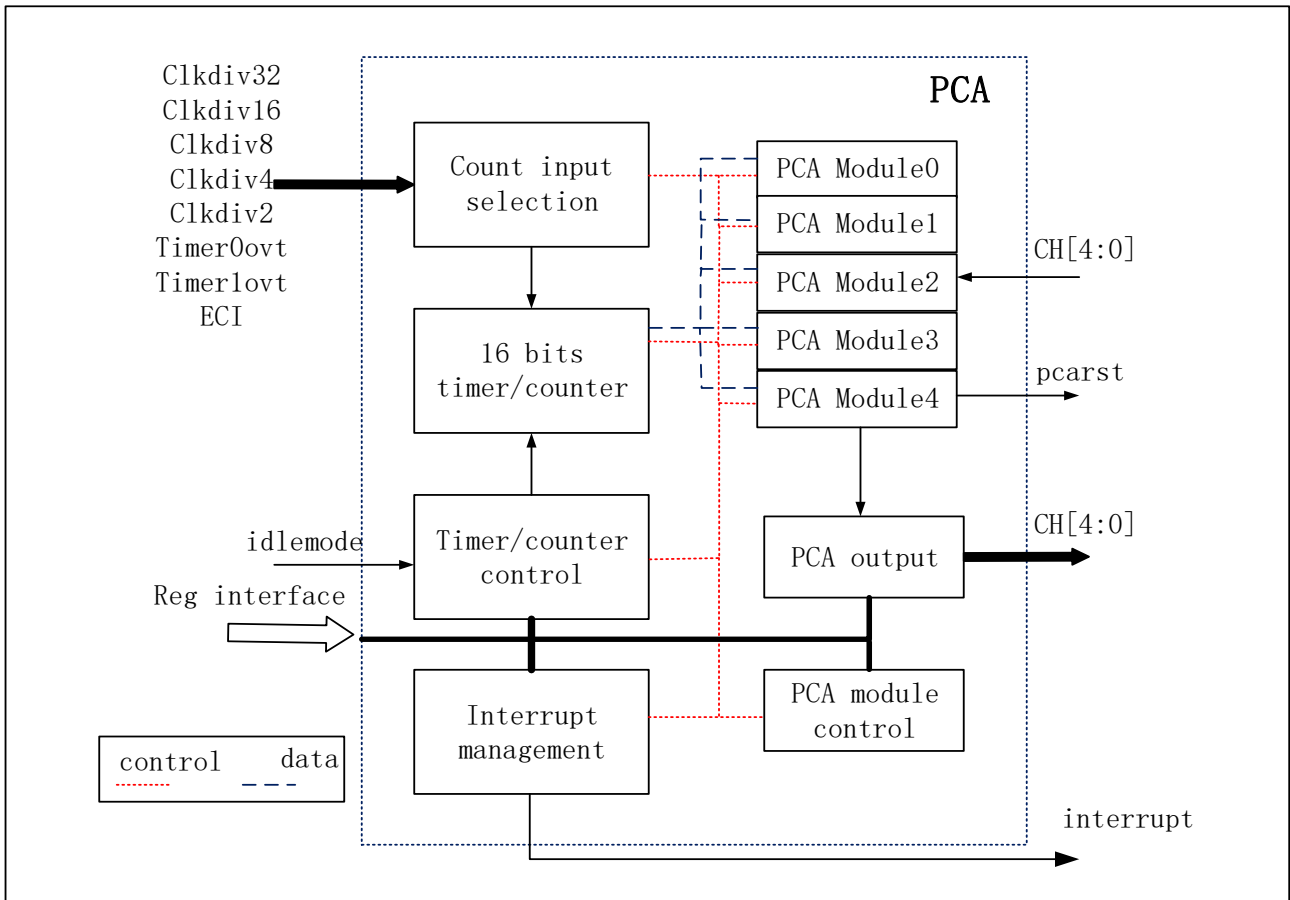 Clkdiv32
Clkdiv16
Clkdiv8
Clkdiv4
Clkdiv2
Timer0ovt
Timer1ovt
ECI
PCA
Count input
selection
16 bits
timer/counter
idlemode
Timer/counter
control
Reg interface
Interrupt
management
PCA Module0
PCA Module1
PCA Module2
PCA Module3
PCA Module4
CH[4:0]
pcarst
PCA output
CH[4:0]
PCA module
control
control data
interrupt